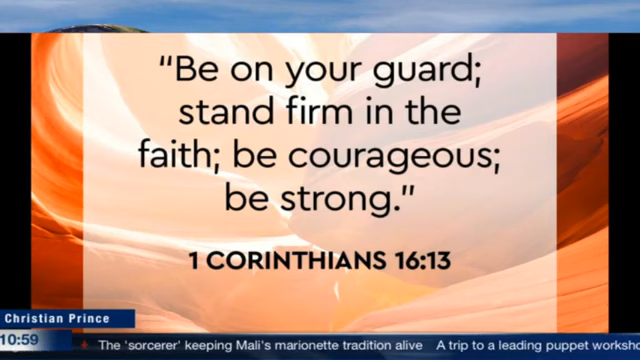 “Be on your guard;
stand firm in the
faith; be courageous;
be strong.”
1 CORINTHIANS 16:13
Christian Prince
10:59
The 'sorcerer' keeping Mali's marionette tradition alive A trip to a leading puppet